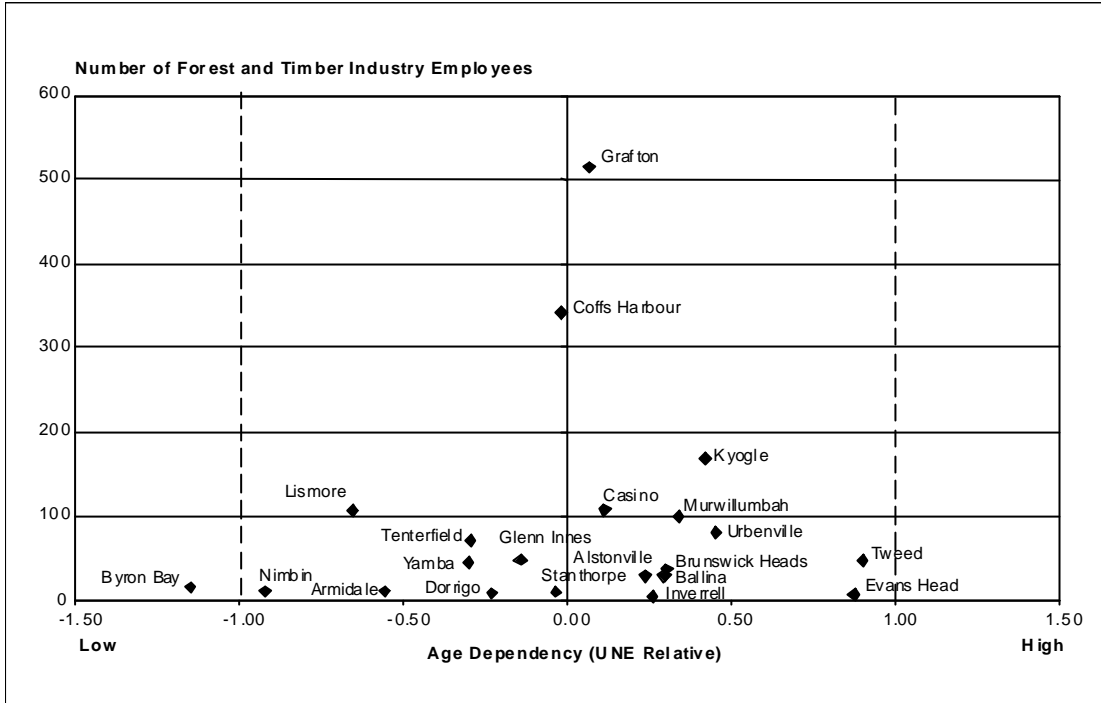 Number of Forest and Timber Industry Employees
600
500
400
300
200
100
0
Grafton
Coffs Harbour
Kyogle
Lismore
Casino
Murwillumbah
Urbenville
Tenterfield
Glenn Innes
Yamba
Alstonville
Brunswick Heads
Tweed
Byron Bay
Nimbin
Armidale
Dorrigo
Stanthorpe
Ballina
Inverrell
Evans Head
-1.50 -1.00 -0.50 0.00 0.50 1.00 1.50
Low High
Age Dependency (UNE Relative)